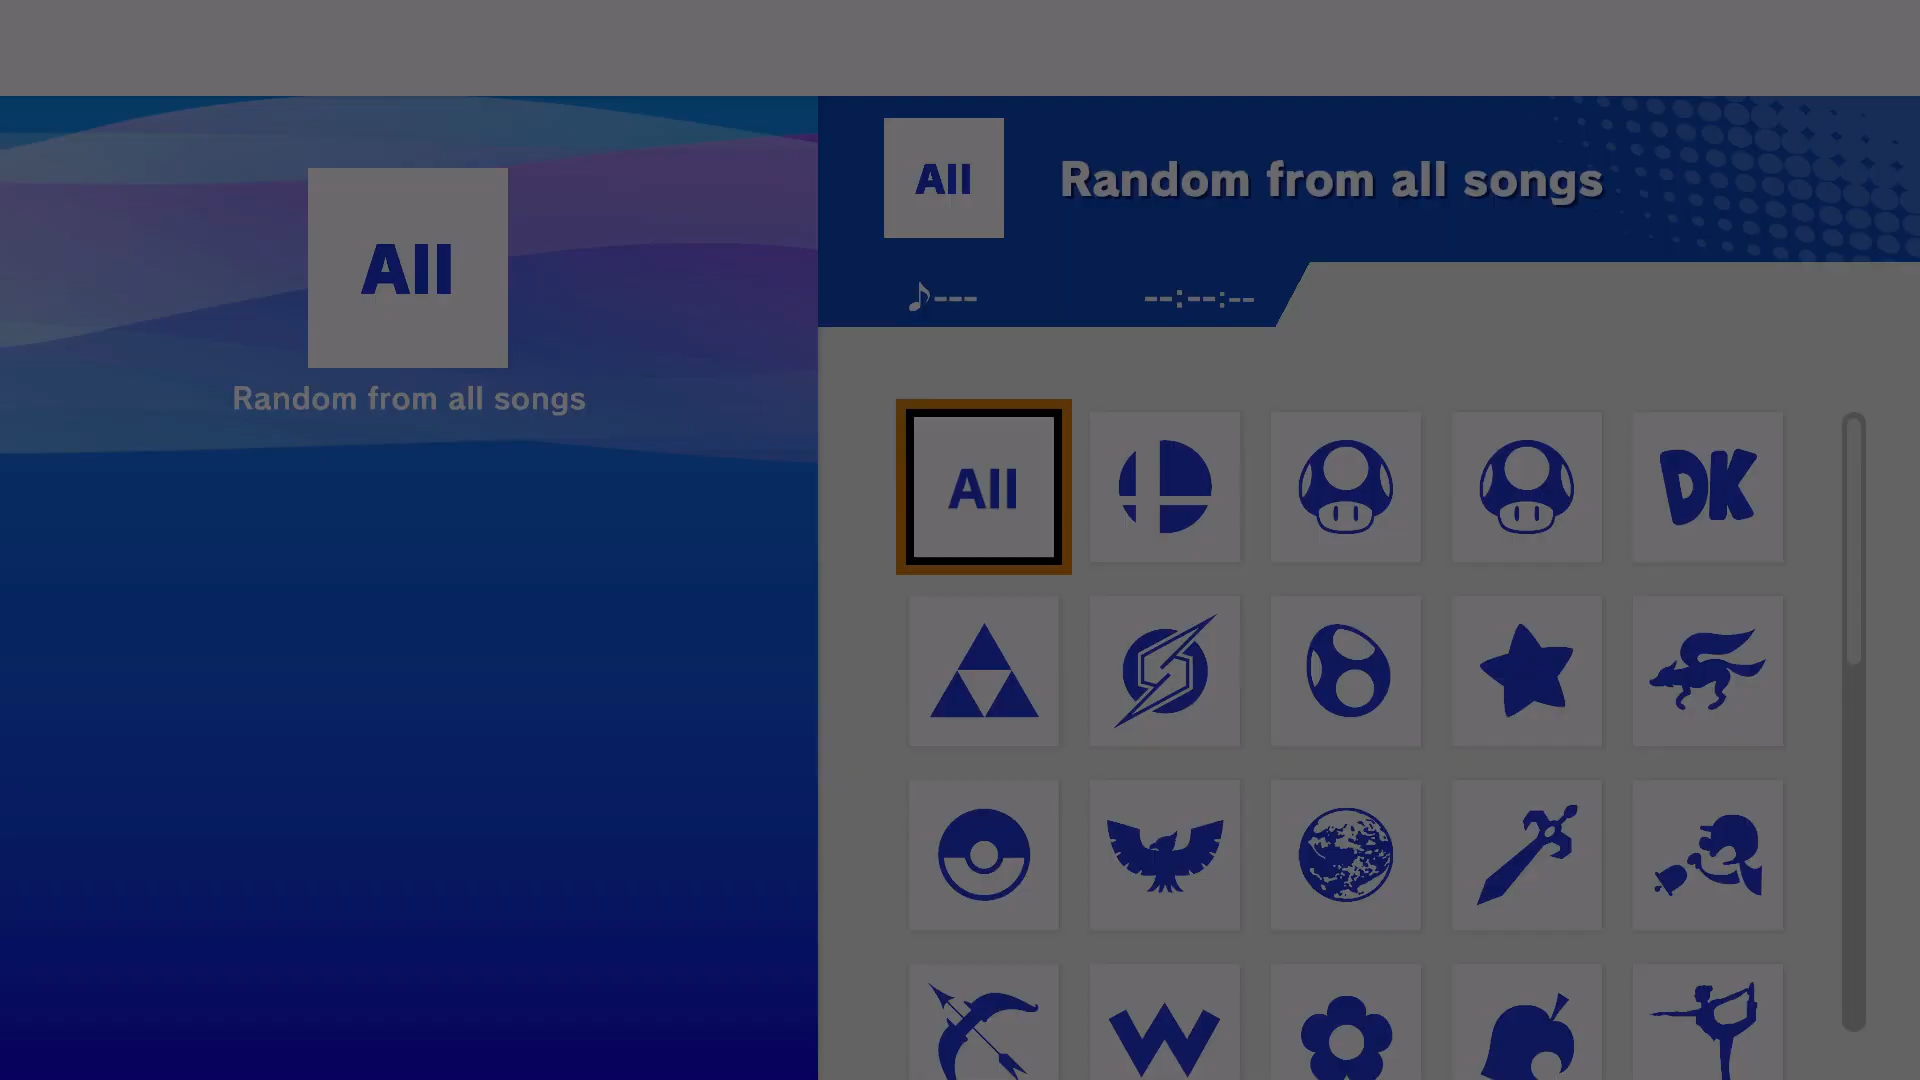 All
Random from all songs
All
Random from all songs
♪--- --:--:--
All
DK